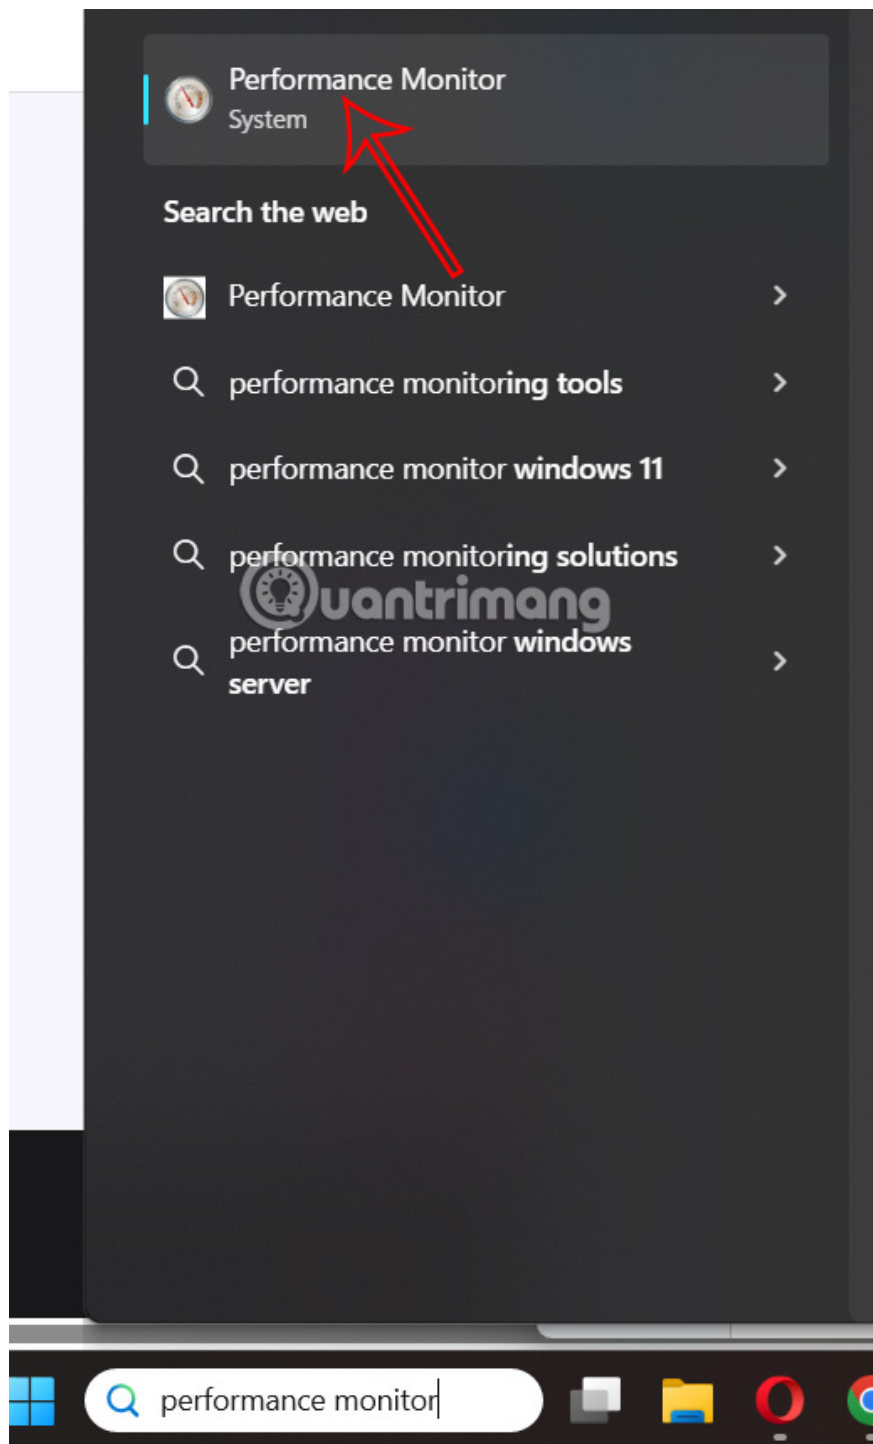 Performance Monitor
System
Search the web
Performance Monitor
performance monitoring tools
performance monitor windows 11
performance monitoring solutions
Quantrimang
performance monitor windows
server
performance monitor